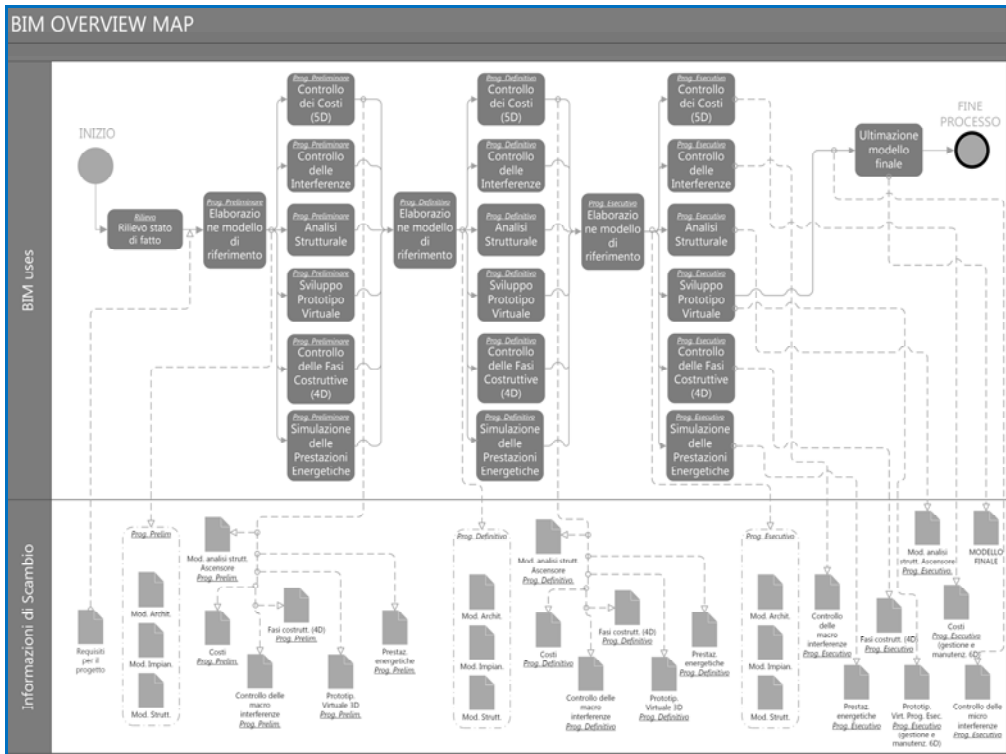 BIM OVERVIEW MAP
BIM uses
INIZIO
Rilievo
Rilievo stato
di fatto
Prog. Preliminare
Elaborazio
ne modello
di
riferimento
Prog. Preliminare
Controllo
dei Costi
(5D)
Prog. Preliminare
Controllo
delle
Interferenze
Prog. Preliminare
Analisi
Strutturale
Prog. Preliminare
Sviluppo
Prototipo
Virtuale
Prog. Preliminare
Controllo
delle Fasi
Costruttive
(4D)
Prog. Preliminare
Simulazione
delle
Prestazioni
Energetiche
Prog. Definitivo
Elaborazio
ne modello
di
riferimento
Prog. Definitivo
Controllo
dei Costi
(5D)
Prog. Definitivo
Controllo
delle
Interferenze
Prog. Definitivo
Analisi
Strutturale
Prog. Definitivo
Sviluppo
Prototipo
Virtuale
Prog. Definitivo
Controllo
delle Fasi
Costruttive
(4D)
Prog. Definitivo
Simulazione
delle
Prestazioni
Energetiche
Prog. Esecutivo
Elaborazio
ne modello
di
riferimento
Prog. Esecutivo
Controllo
dei Costi
(5D)
Prog. Esecutivo
Controllo
delle
Interferenze
Prog. Esecutivo
Analisi
Strutturale
Prog. Esecutivo
Sviluppo
Prototipo
Virtuale
Prog. Esecutivo
Controllo
delle Fasi
Costruttive
(4D)
Prog. Esecutivo
Simulazione
delle
Prestazioni
Energetiche
Ultimazione
modello
finale
FINE
PROCESSO
Informazioni di Scambio
Requisiti
per il
progetto
Prog. Prelim
Mod. Archit.
Mod. Impian.
Mod. Strutt.
Mod. analisi strutt.
Ascensore
Prog. Prelim.
Costi
Prog. Prelim.
Fasi costrutt. (4D)
Prog. Prelim.
Controllo delle
macro
interferenze
Prog. Prelim.
Prototip.
Virtuale 3D
Prog. Prelim.
Prestaz.
energetiche
Prog. Prelim.
Prog. Definitivo
Mod. Archit.
Mod. Impian.
Mod. Strutt.
Mod. analisi strutt.
Ascensore
Prog. Definitivo.
Costi
Prog. Definitivo
Fasi costrutt. (4D)
Prog. Definitivo
Controllo delle
macro
interferenze
Prog. Definitivo
Prototip.
Virtuale 3D
Prog. Definitivo
Prestaz.
energetiche
Prog. Definitivo
Prog. Esecutivo
Mod. Archit.
Mod. Impian.
Mod. Strutt.
Controllo
delle
macro
interferenze
Prog. Esecutivo
Prestaz.
energetiche
Prog. Esecutivo
Fasi costrutt. (4D)
Prog. Esecutivo
Mod. analisi
strutt. Ascensore
Prog. Esecutivo.
Prototip.
Virt. Prog. Esec.
Prog. Esecutivo
(gestione e
manutenz. 6D)
Costi
Prog. Esecutivo
(gestione e
manutenz. 6D)
MODELLO
FINALE
Controllo delle
micro
interferenze
Prog. Esecutivo